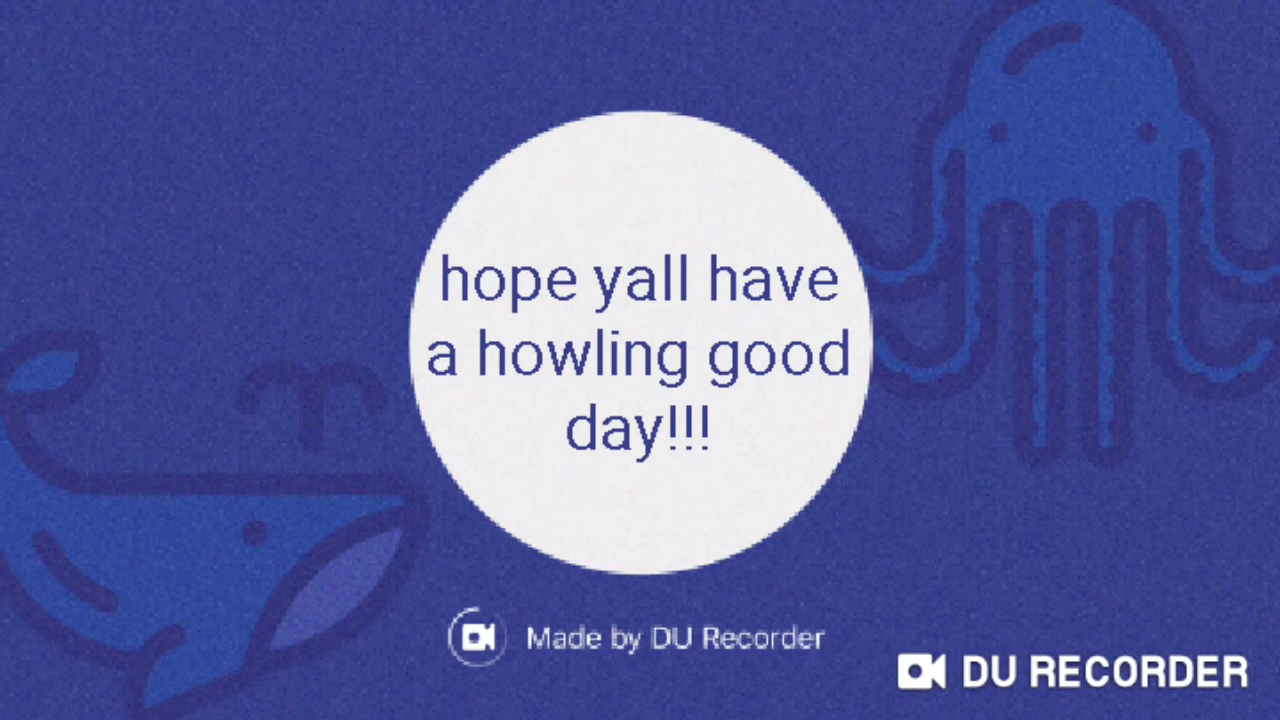 hope yall have
a howling good
day!!!
Made by DU Recorder
DU RECORDER